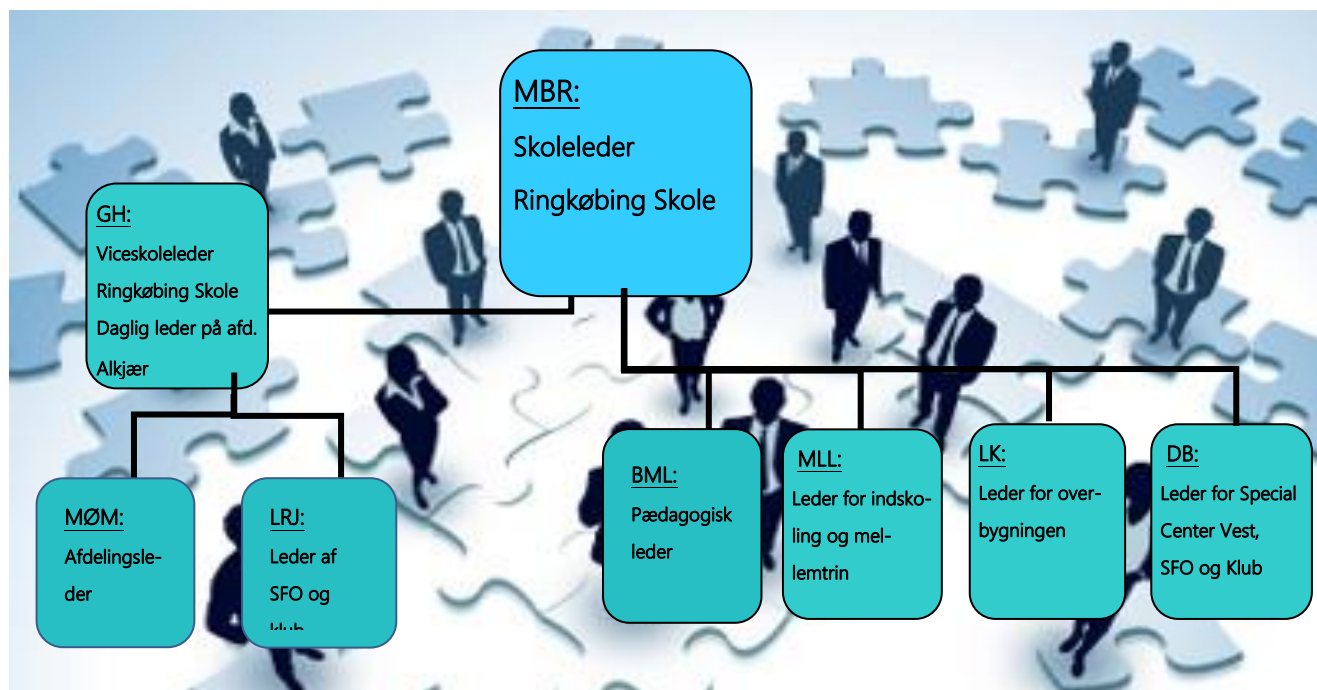 MBR:
Skoleleder
Ringkøbing Skole
GH:
Viceskoleleder
Ringkøbing Skole
Daglig leder på afd.
Alkjær
MØM:
Afdelingsle-
der
LRJ:
Leder af
SFO og
klub
BML:
Pædagogisk
leder
MLL:
Leder for indsko-
ling og mel-
lemtrin
LK:
Leder for over-
bygningen
DB:
Leder for Special
Center Vest,
SFO og Klub